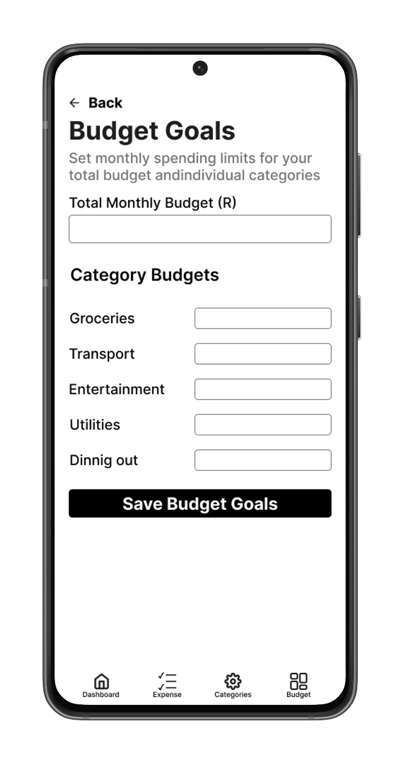 ← Back
Budget Goals
Set monthly spending limits for your
total budget andindividual categories
Total Monthly Budget (R)
Category Budgets
Groceries
Transport
Entertainment
Utilities
Dinnig out
Save Budget Goals
Dashboard Expense Categories Budget